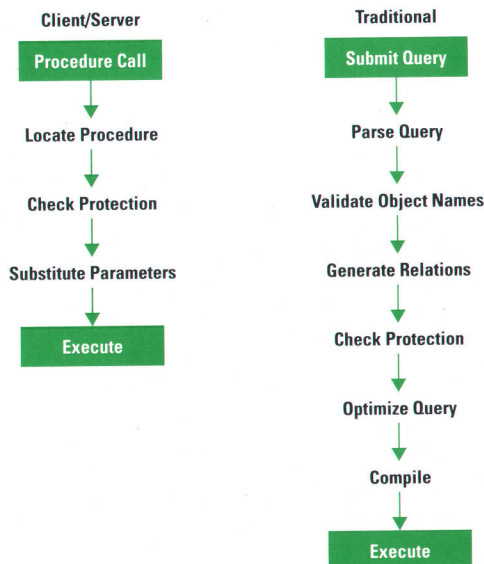 Client/Server
Procedure Call
Locate Procedure
Check Protection
Substitute Parameters
Execute
Traditional
Submit Query
Parse Query
Validate Object Names
Generate Relations
Check Protection
Optimize Query
Compile
Execute